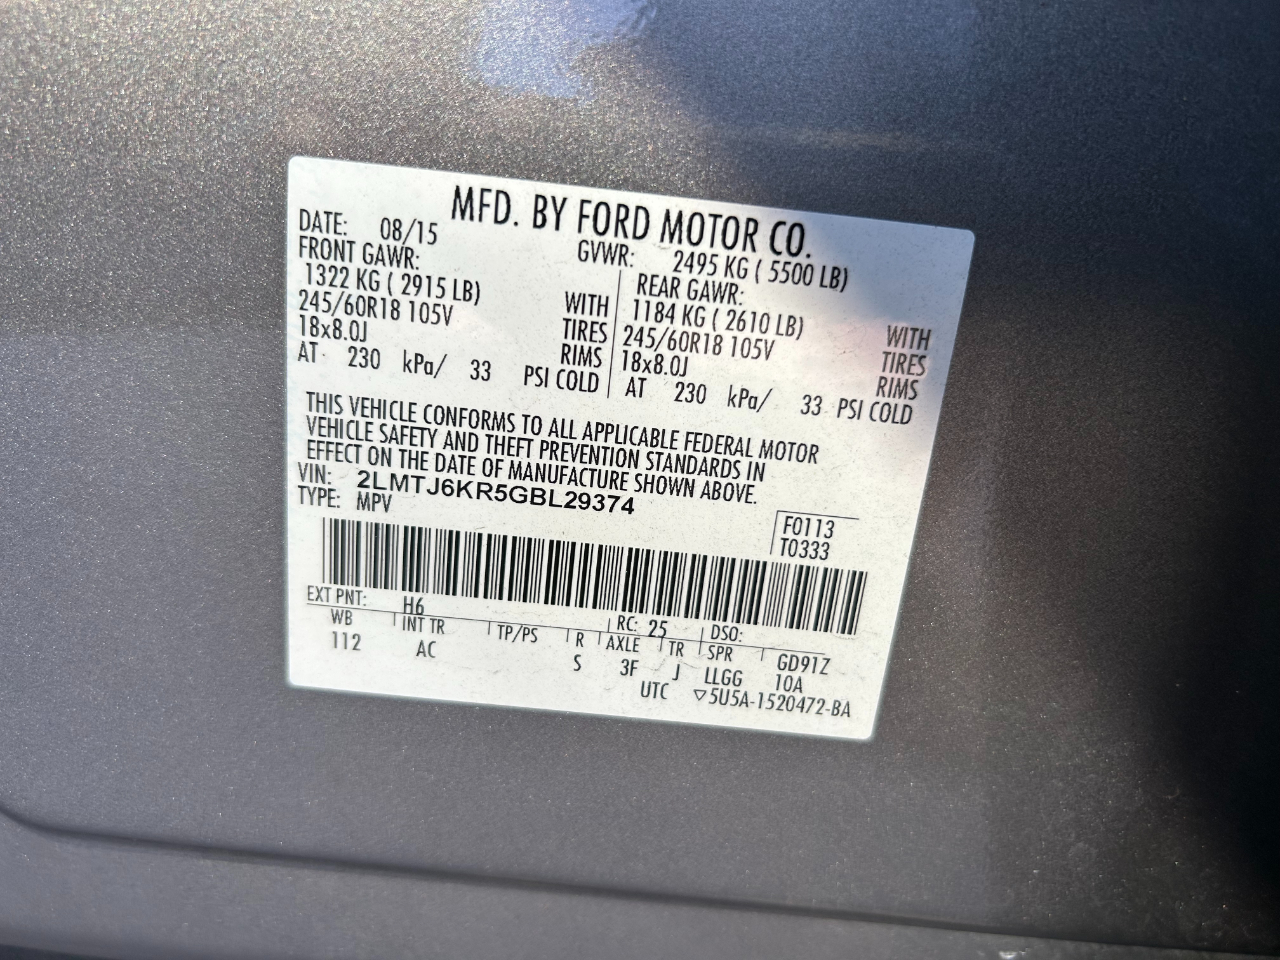 MFD. BY FORD MOTOR CO.
DATE: 08/15 GVWR: 2495 KG ( 5500 LB)
FRONT GAWR: REAR GAWR:
1322 KG ( 2915 LB) WITH 1184 KG ( 2610 LB) WITH
245/60R18 105V TIRES 245/60R18 105V TIRES
18x8.0J RIMS 18x8.0J RIMS
AT 230 kPa/ 33 PSI COLD AT 230 kPa/ 33 PSI COLD
THIS VEHICLE CONFORMS TO ALL APPLICABLE FEDERAL MOTOR
VEHICLE SAFETY AND THEFT PREVENTION STANDARDS IN
EFFECT ON THE DATE OF MANUFACTURE SHOWN ABOVE.
VIN: 2LMTJ6KR5GBL29374
TYPE: MPV
F0113
T0333
EXT PNT: H6 RC: 25 DSO:
WB INT TR TP/PS R AXLE TR SPR GD91Z
112 AC S 3F J LLGG 10A
UTC ▽5U5A-1520472-BA